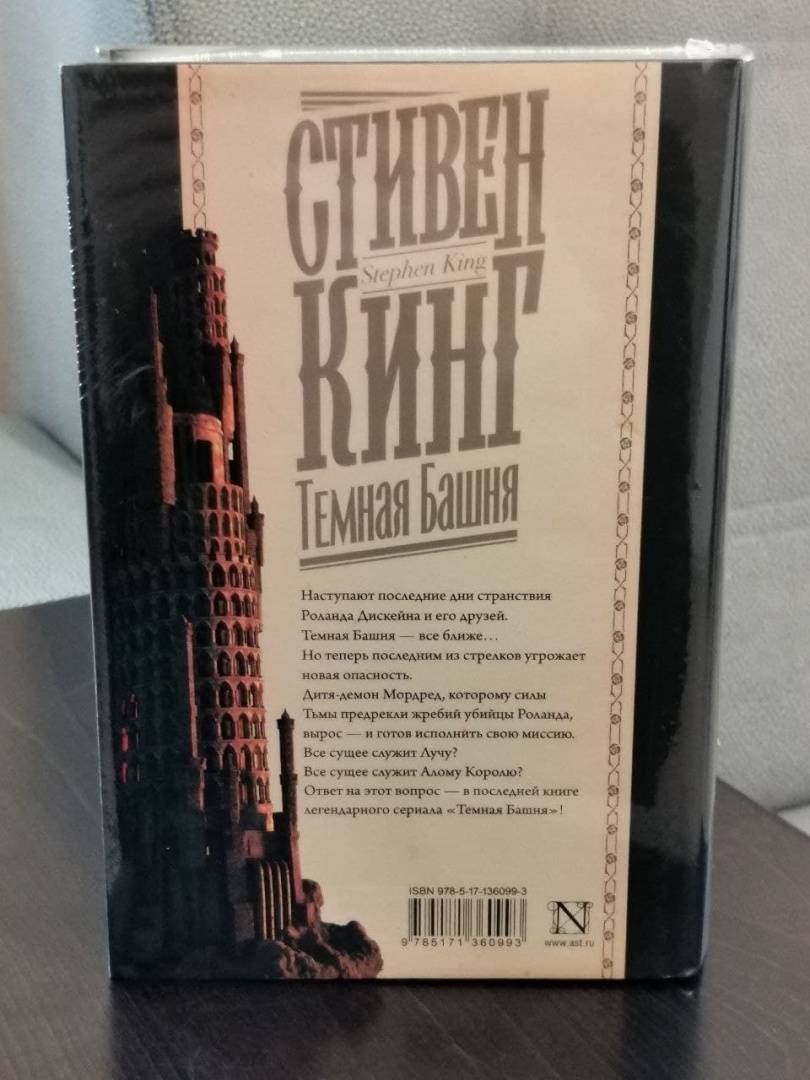 СТИВЕН
Stephen King
КИНГ
Темная Башня
Наступают последние дни странствия
Роланда Дискейна и его друзей.
Темная Башня — все ближе...
Но теперь последним из стрелков угрожает
новая опасность.
Дитя-демон Мордред, которому силы
Тьмы предрекли жребий убийцы Роланда,
вырос — и готов исполнить свою миссию.
Все сущее служит Лучу?
Все сущее служит Алому Королю?
Ответ на этот вопрос — в последней книге
легендарного сериала «Темная Башня»!
ISBN 978-5-17-136099-3
9 785171 360993
N
www.ast.ru